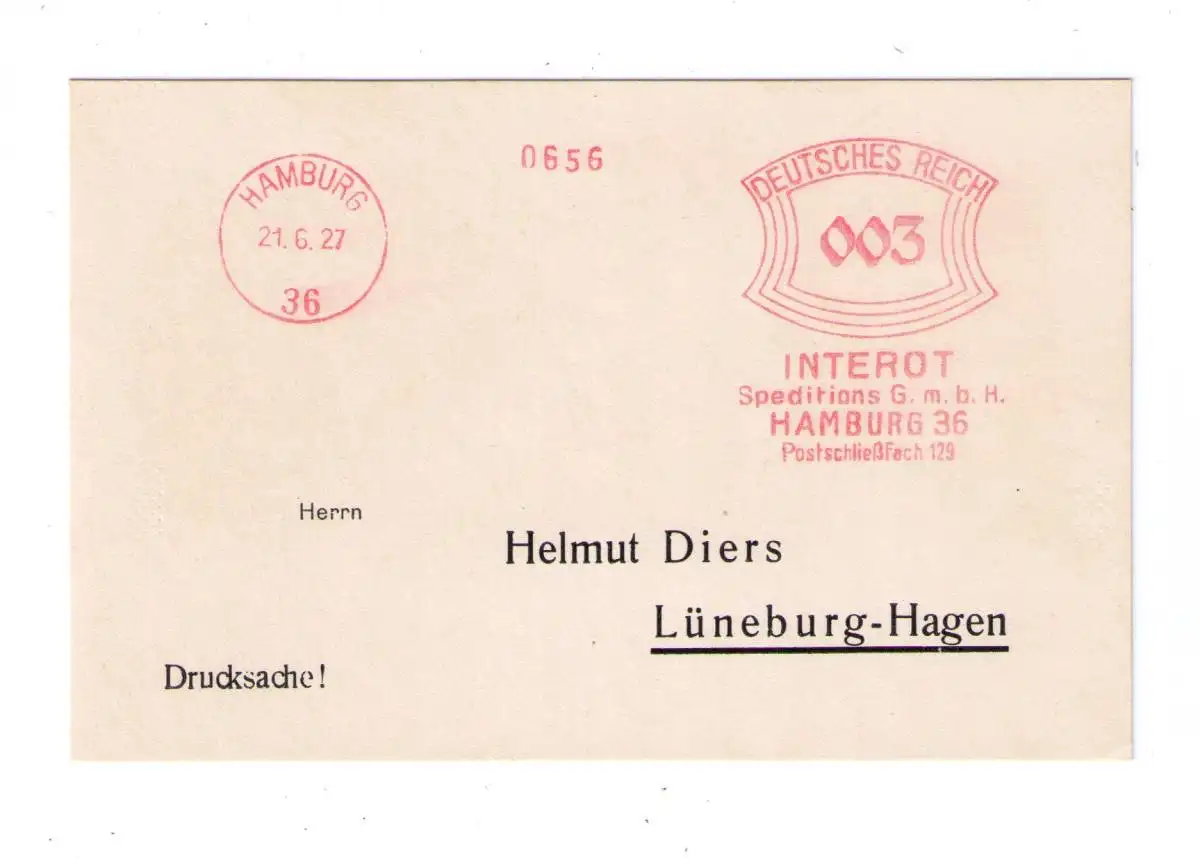 HAMBURG
21. 6. 27
36
0656
DEUTSCHES REICH
003
INTEROT
Speditions G. m. b. H.
HAMBURG 36
Postschließfach 129
Herrn
Helmut Diers
Lüneburg-Hagen
Drucksache!